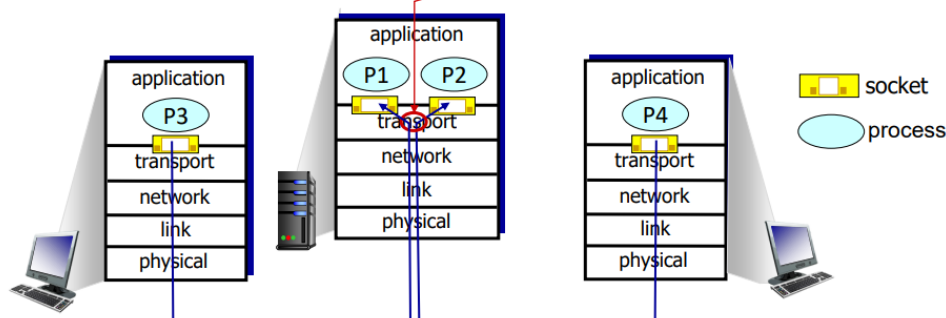 application
P3
transport
network
link
physical
application
P1 P2
transport
network
link
physical
application
P4
transport
network
link
physical
socket
process